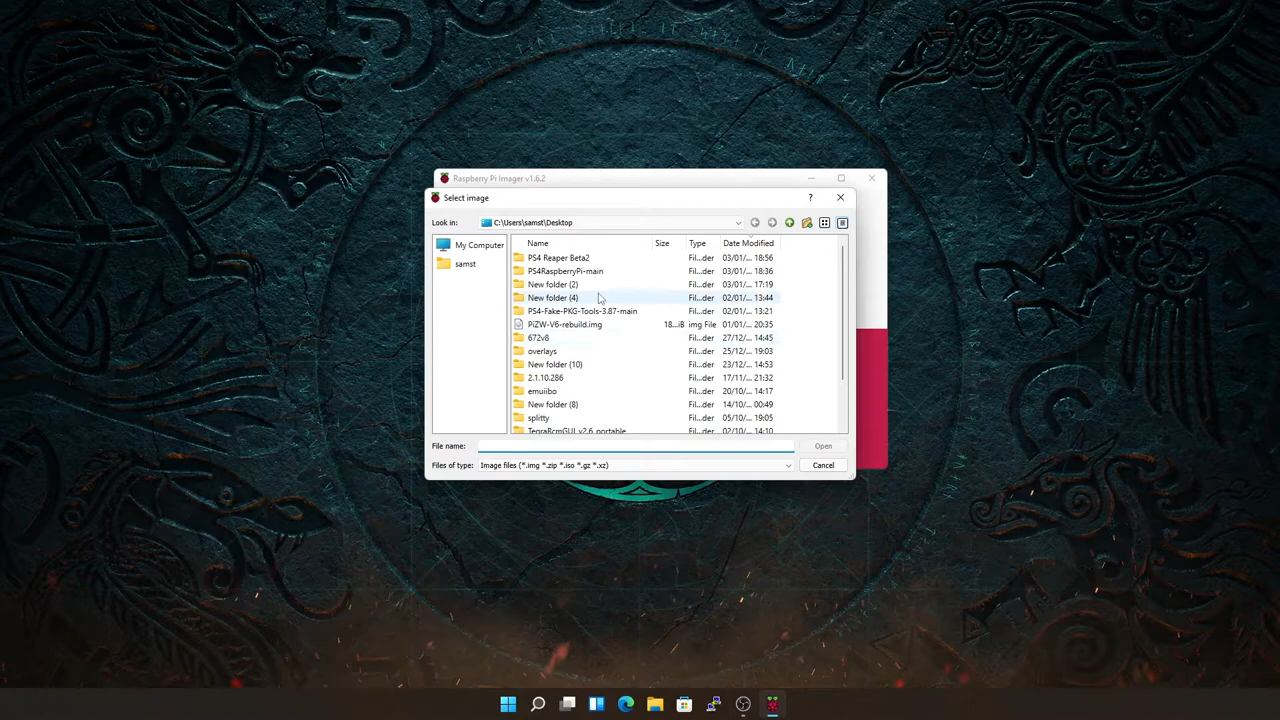 Raspberry Pi Imager v1.6.2
Select image
Look in: C:\Users\samst\Desktop
My Computer
samst
Name Size Type Date Modified
PS4 Reaper Beta2 Fil...der 03/01/... 18:56
PS4RaspberryPi-main Fil...der 03/01/... 18:36
New folder (2) Fil...der 03/01/... 17:19
New folder (4) Fil...der 02/01/... 13:44
PS4-Fake-PKG-Tools-3.87-main Fil...der 02/01/... 13:21
PiZW-V6-rebuild.img 18...iB img File 01/01/... 20:35
672v8 Fil...der 27/12/... 14:45
overlays Fil...der 25/12/... 19:03
New folder (10) Fil...der 23/12/... 14:53
2.1.10.286 Fil...der 17/11/... 21:32
emuiibo Fil...der 20/10/... 14:17
New folder (8) Fil...der 14/10/... 00:49
splitty Fil...der 05/10/... 19:05
TegraRcmGUI_v2.6_portable Fil...der 02/10/... 14:10
File name: Open
Files of type: Image files (*.img *.zip *.iso *.gz *.xz) Cancel